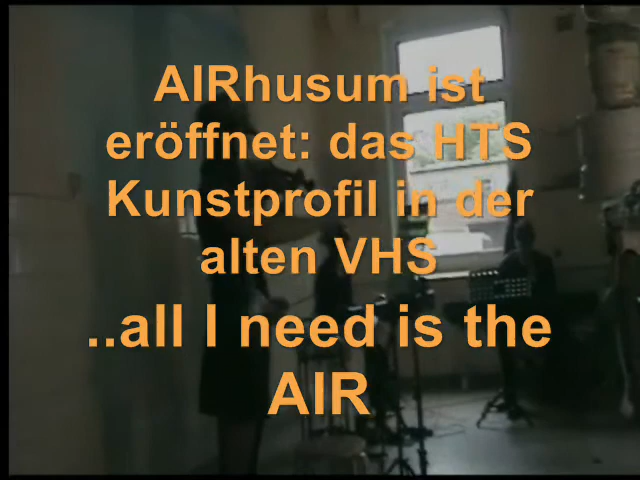 AIRhusum ist
eröffnet: das HTS
Kunstprofil in der
alten VHS
..all I need is the
AIR